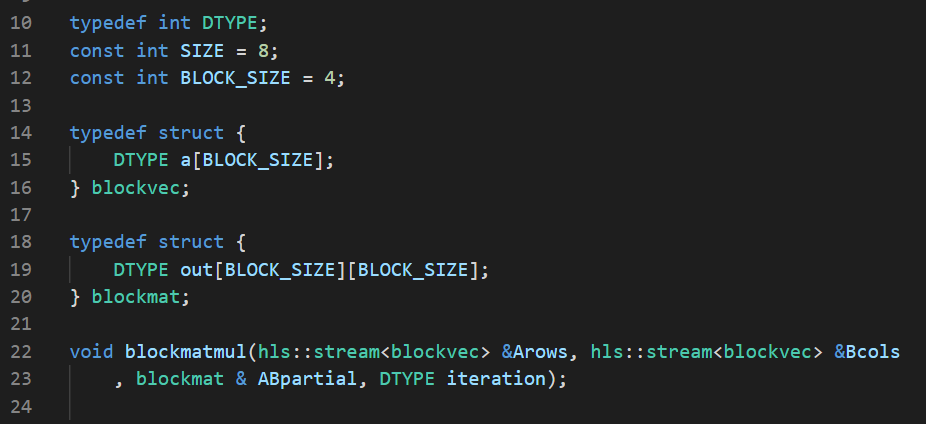 10 typedef int DTYPE;
11 const int SIZE = 8;
12 const int BLOCK_SIZE = 4;
13
14 typedef struct {
15     DTYPE a[BLOCK_SIZE];
16 } blockvec;
17
18 typedef struct {
19     DTYPE out[BLOCK_SIZE][BLOCK_SIZE];
20 } blockmat;
21
22 void blockmatmul(hls::stream<blockvec> &Arows, hls::stream<blockvec> &Bcols
23     , blockmat & ABpartial, DTYPE iteration);
24